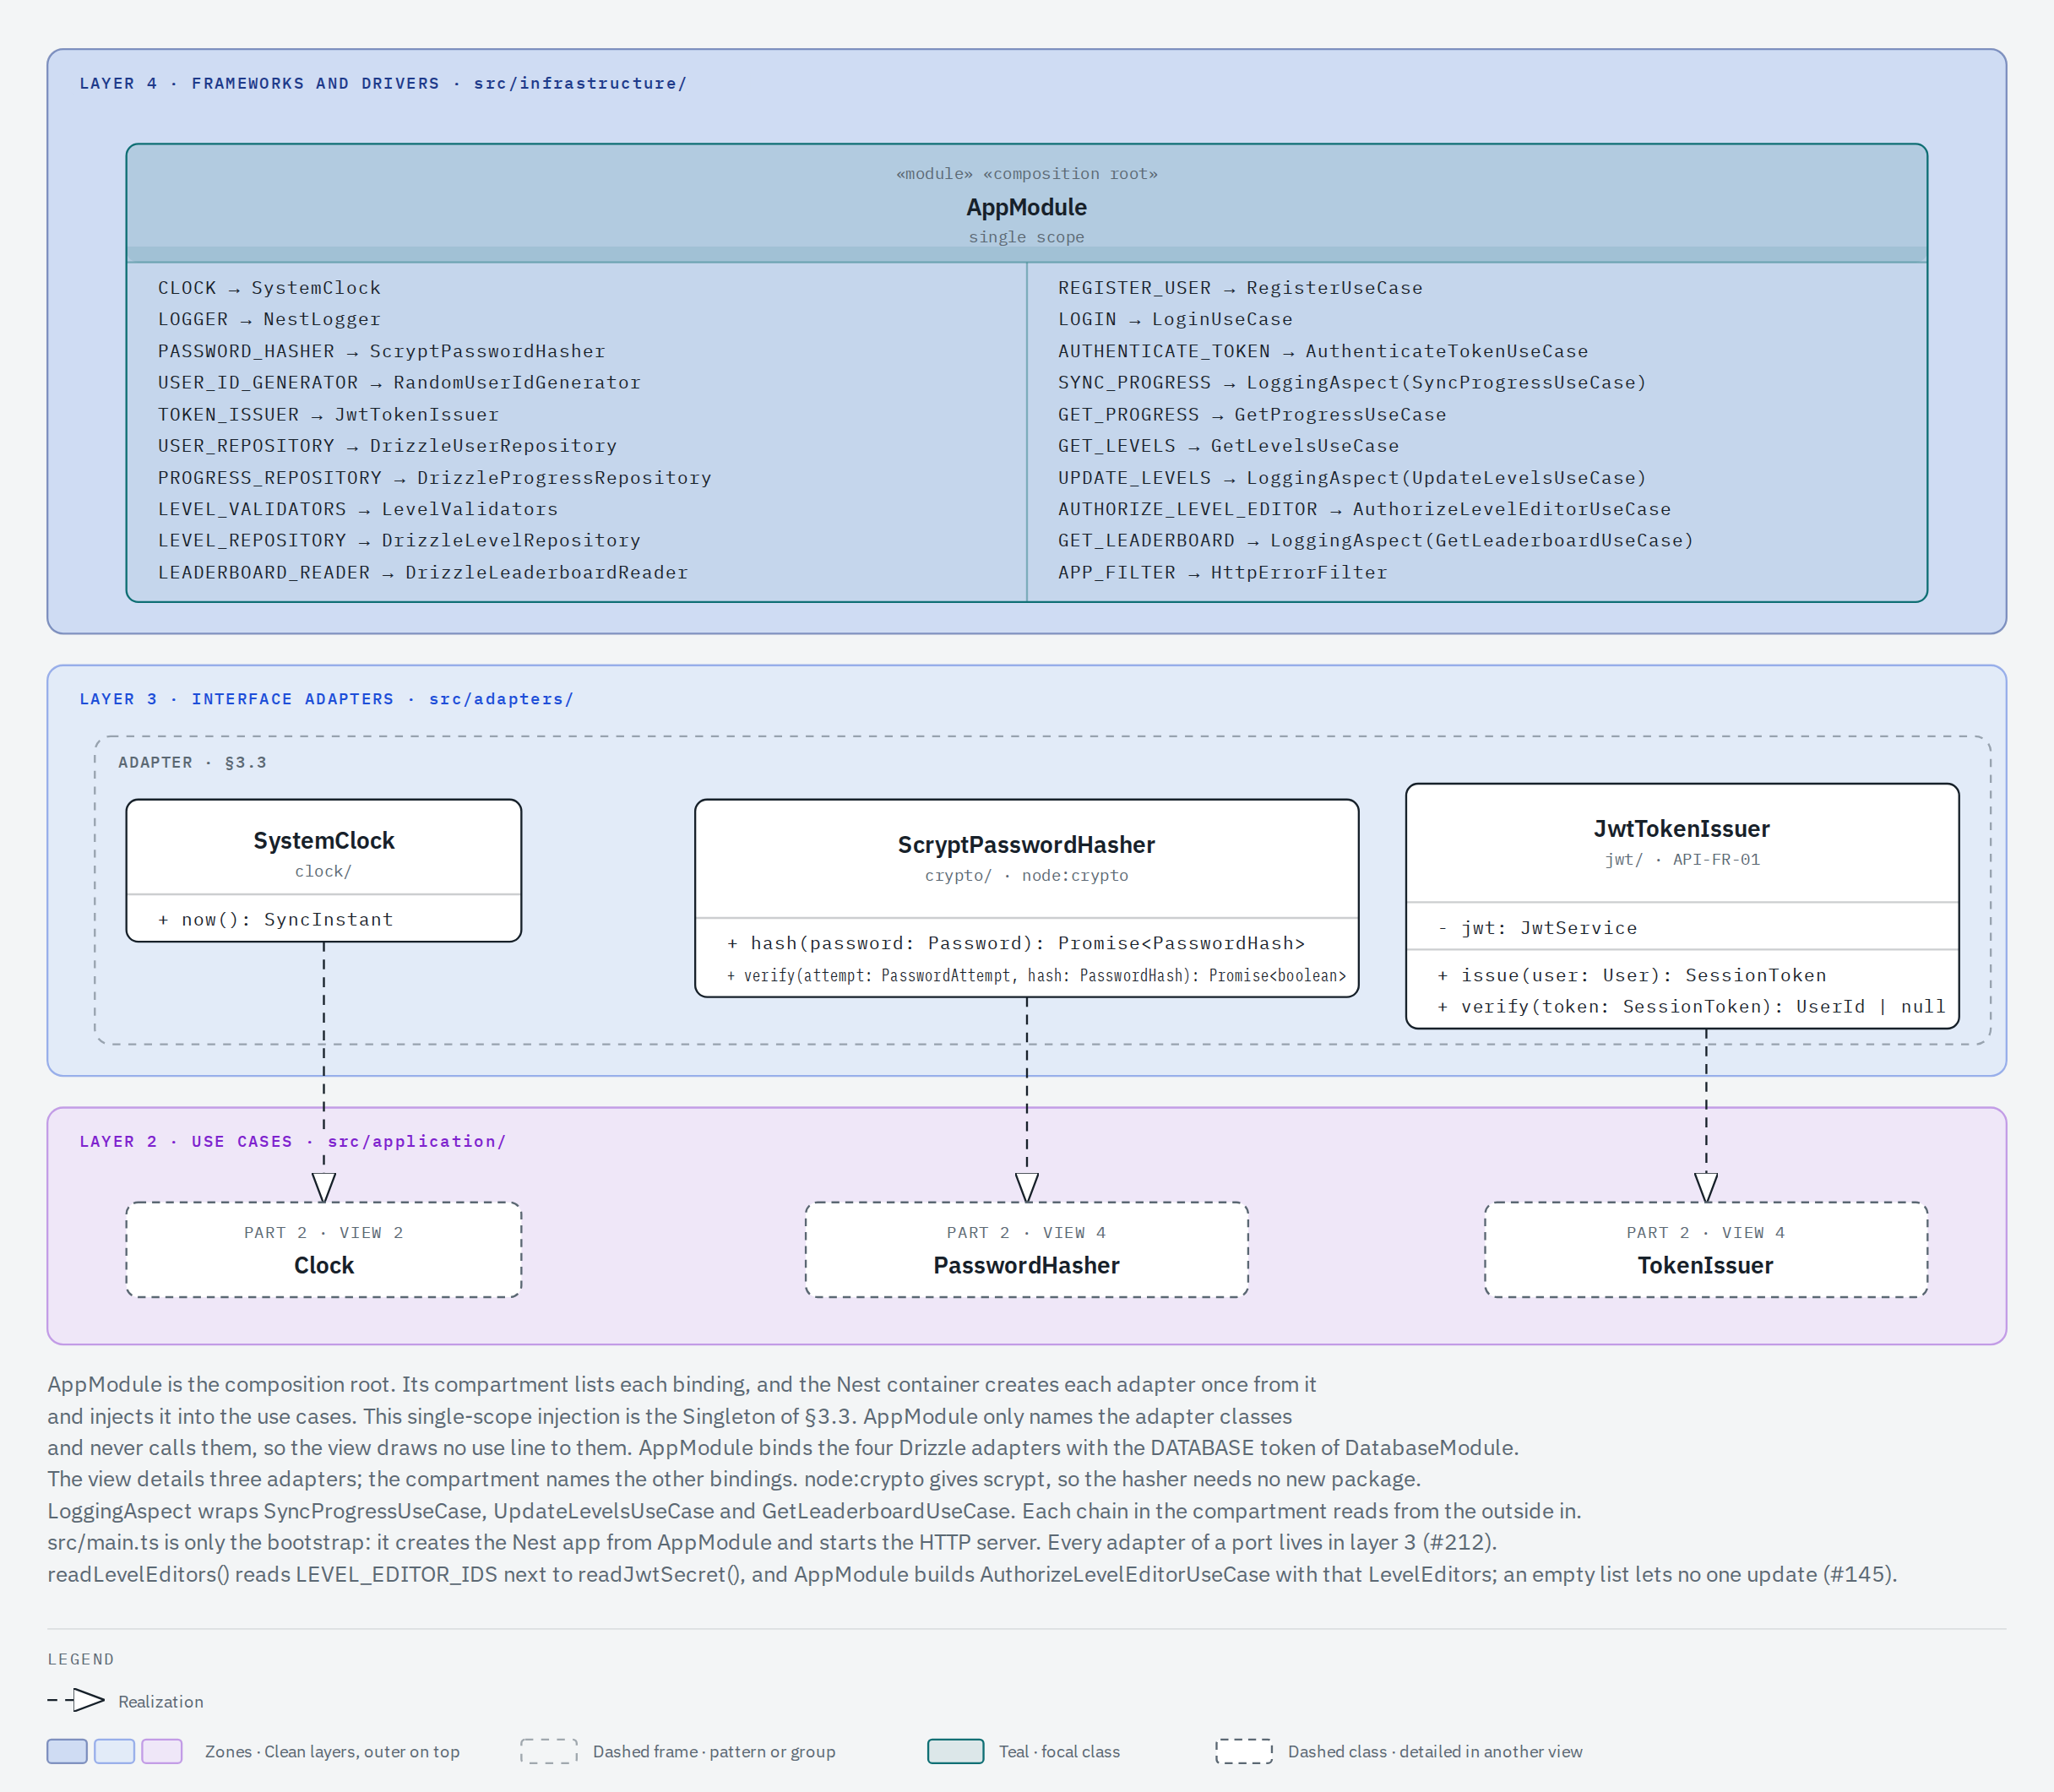 LAYER 4 · FRAMEWORKS AND DRIVERS · src/infrastructure/
«module» «composition root»
AppModule
single scope
CLOCK → SystemClock
LOGGER → NestLogger
PASSWORD_HASHER → ScryptPasswordHasher
USER_ID_GENERATOR → RandomUserIdGenerator
TOKEN_ISSUER → JwtTokenIssuer
USER_REPOSITORY → DrizzleUserRepository
PROGRESS_REPOSITORY → DrizzleProgressRepository
LEVEL_VALIDATORS → LevelValidators
LEVEL_REPOSITORY → DrizzleLevelRepository
LEADERBOARD_READER → DrizzleLeaderboardReader
REGISTER_USER → RegisterUseCase
LOGIN → LoginUseCase
AUTHENTICATE_TOKEN → AuthenticateTokenUseCase
SYNC_PROGRESS → LoggingAspect(SyncProgressUseCase)
GET_PROGRESS → GetProgressUseCase
GET_LEVELS → GetLevelsUseCase
UPDATE_LEVELS → LoggingAspect(UpdateLevelsUseCase)
AUTHORIZE_LEVEL_EDITOR → AuthorizeLevelEditorUseCase
GET_LEADERBOARD → LoggingAspect(GetLeaderboardUseCase)
APP_FILTER → HttpErrorFilter
LAYER 3 · INTERFACE ADAPTERS · src/adapters/
ADAPTER · §3.3
SystemClock
clock/
+ now(): SyncInstant
ScryptPasswordHasher
crypto/ · node:crypto
+ hash(password: Password): Promise<PasswordHash>
+ verify(attempt: PasswordAttempt, hash: PasswordHash): Promise<boolean>
JwtTokenIssuer
jwt/ · API-FR-01
- jwt: JwtService
+ issue(user: User): SessionToken
+ verify(token: SessionToken): UserId | null
LAYER 2 · USE CASES · src/application/
PART 2 · VIEW 2
Clock
PART 2 · VIEW 4
PasswordHasher
PART 2 · VIEW 4
TokenIssuer
AppModule is the composition root. Its compartment lists each binding, and the Nest container creates each adapter once from it
and injects it into the use cases. This single-scope injection is the Singleton of §3.3. AppModule only names the adapter classes
and never calls them, so the view draws no use line to them. AppModule binds the four Drizzle adapters with the DATABASE token of DatabaseModule.
The view details three adapters; the compartment names the other bindings. node:crypto gives scrypt, so the hasher needs no new package.
LoggingAspect wraps SyncProgressUseCase, UpdateLevelsUseCase and GetLeaderboardUseCase. Each chain in the compartment reads from the outside in.
src/main.ts is only the bootstrap: it creates the Nest app from AppModule and starts the HTTP server. Every adapter of a port lives in layer 3 (#212).
readLevelEditors() reads LEVEL_EDITOR_IDS next to readJwtSecret(), and AppModule builds AuthorizeLevelEditorUseCase with that LevelEditors; an empty list lets no one update (#145).
LEGEND
Realization
Zones · Clean layers, outer on top
Dashed frame · pattern or group
Teal · focal class
Dashed class · detailed in another view